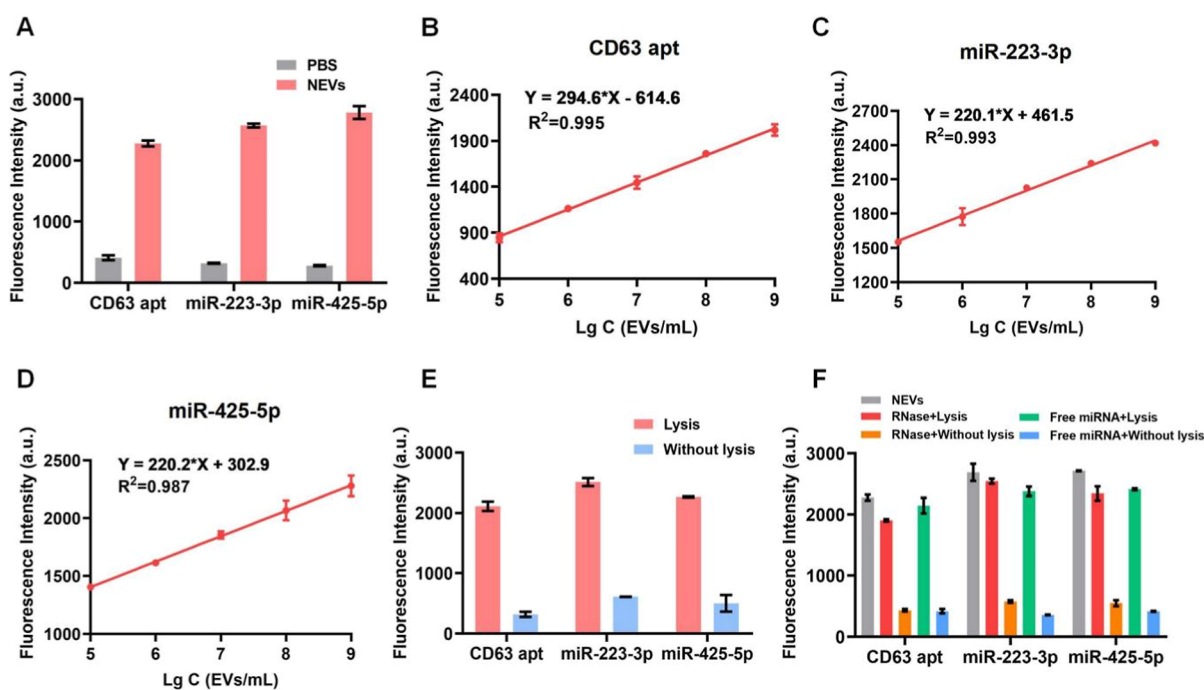 A
PBS
NEVs
Fluorescence Intensity (a.u.)
3000
2000
1000
0
CD63 apt
miR-223-3p
miR-425-5p
B
CD63 apt
Y = 294.6*X - 614.6
R²=0.995
Fluorescence Intensity (a.u.)
2400
1900
1400
900
400
5 6 7 8 9
Lg C (EVs/mL)
C
miR-223-3p
Y = 220.1*X + 461.5
R²=0.993
Fluorescence Intensity (a.u.)
2700
2400
2100
1800
1500
1200
5 6 7 8 9
Lg C (EVs/mL)
D
miR-425-5p
Y = 220.2*X + 302.9
R²=0.987
Fluorescence Intensity (a.u.)
2500
2000
1500
1000
5 6 7 8 9
Lg C (EVs/mL)
E
Lysis
Without lysis
Fluorescence Intensity (a.u.)
3000
2000
1000
0
CD63 apt
miR-223-3p
miR-425-5p
F
NEVs
RNase+Lysis
RNase+Without lysis
Free miRNA+Lysis
Free miRNA+Without lysis
Fluorescence Intensity (a.u.)
3000
2000
1000
0
CD63 apt
miR-223-3p
miR-425-5p